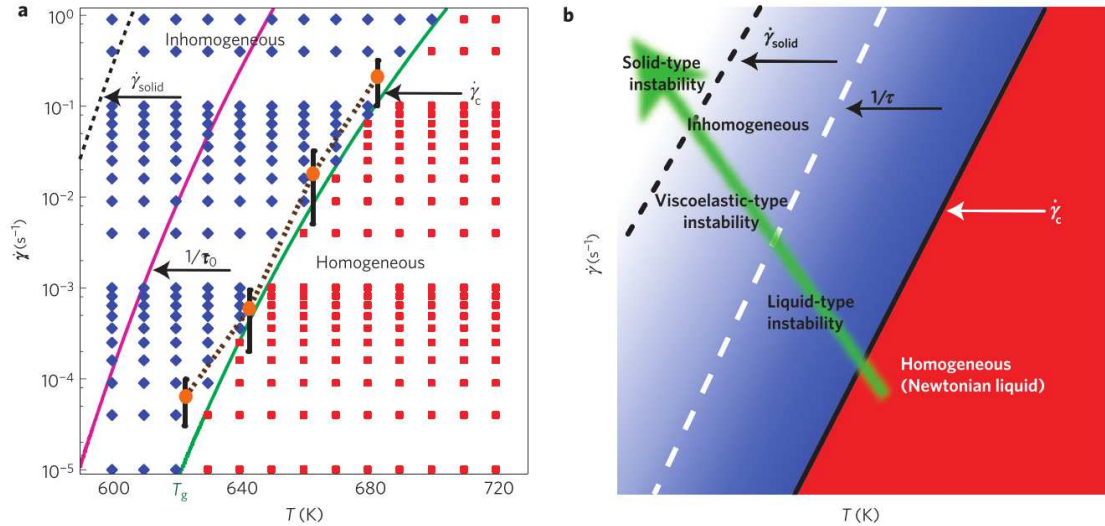 a
10⁰
10⁻¹
10⁻²
10⁻³
10⁻⁴
10⁻⁵
γ̇ (s⁻¹)
Inhomogeneous
γ̇solid
γ̇c
1/τ0
Homogeneous
600
Tg
640
680
720
T (K)
b
γ̇solid
Solid-type
instability
1/τ
Inhomogeneous
Viscoelastic-type
instability
γ̇c
γ̇ (s⁻¹)
Liquid-type
instability
Homogeneous
(Newtonian liquid)
T (K)